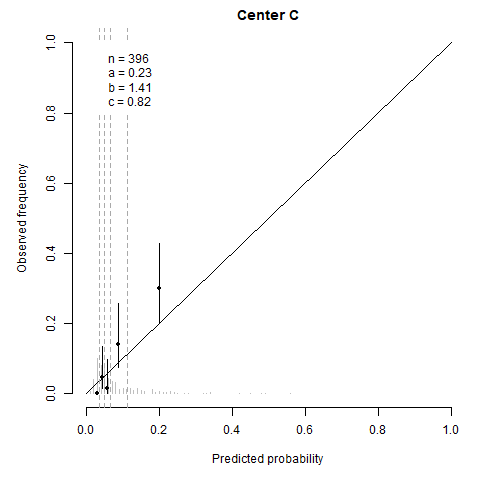 Center C
n = 396
a = 0.23
b = 1.41
c = 0.82
Observed frequency
1.0
0.8
0.6
0.4
0.2
0.0
0.0 0.2 0.4 0.6 0.8 1.0
Predicted probability